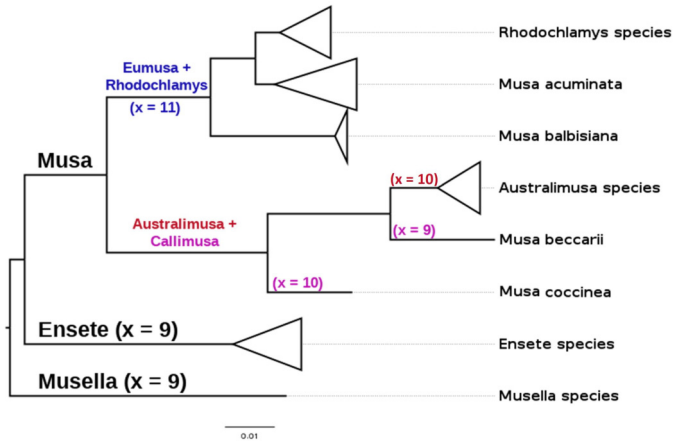 Rhodochlamys species
Eumusa +
Rhodochlamys
(x = 11)
Musa acuminata
Musa balbisiana
Musa
(x = 10)
Australimusa species
Australimusa +
Callimusa
(x = 9)
Musa beccarii
(x = 10)
Musa coccinea
Ensete (x = 9)
Ensete species
Musella (x = 9)
Musella species
0.01